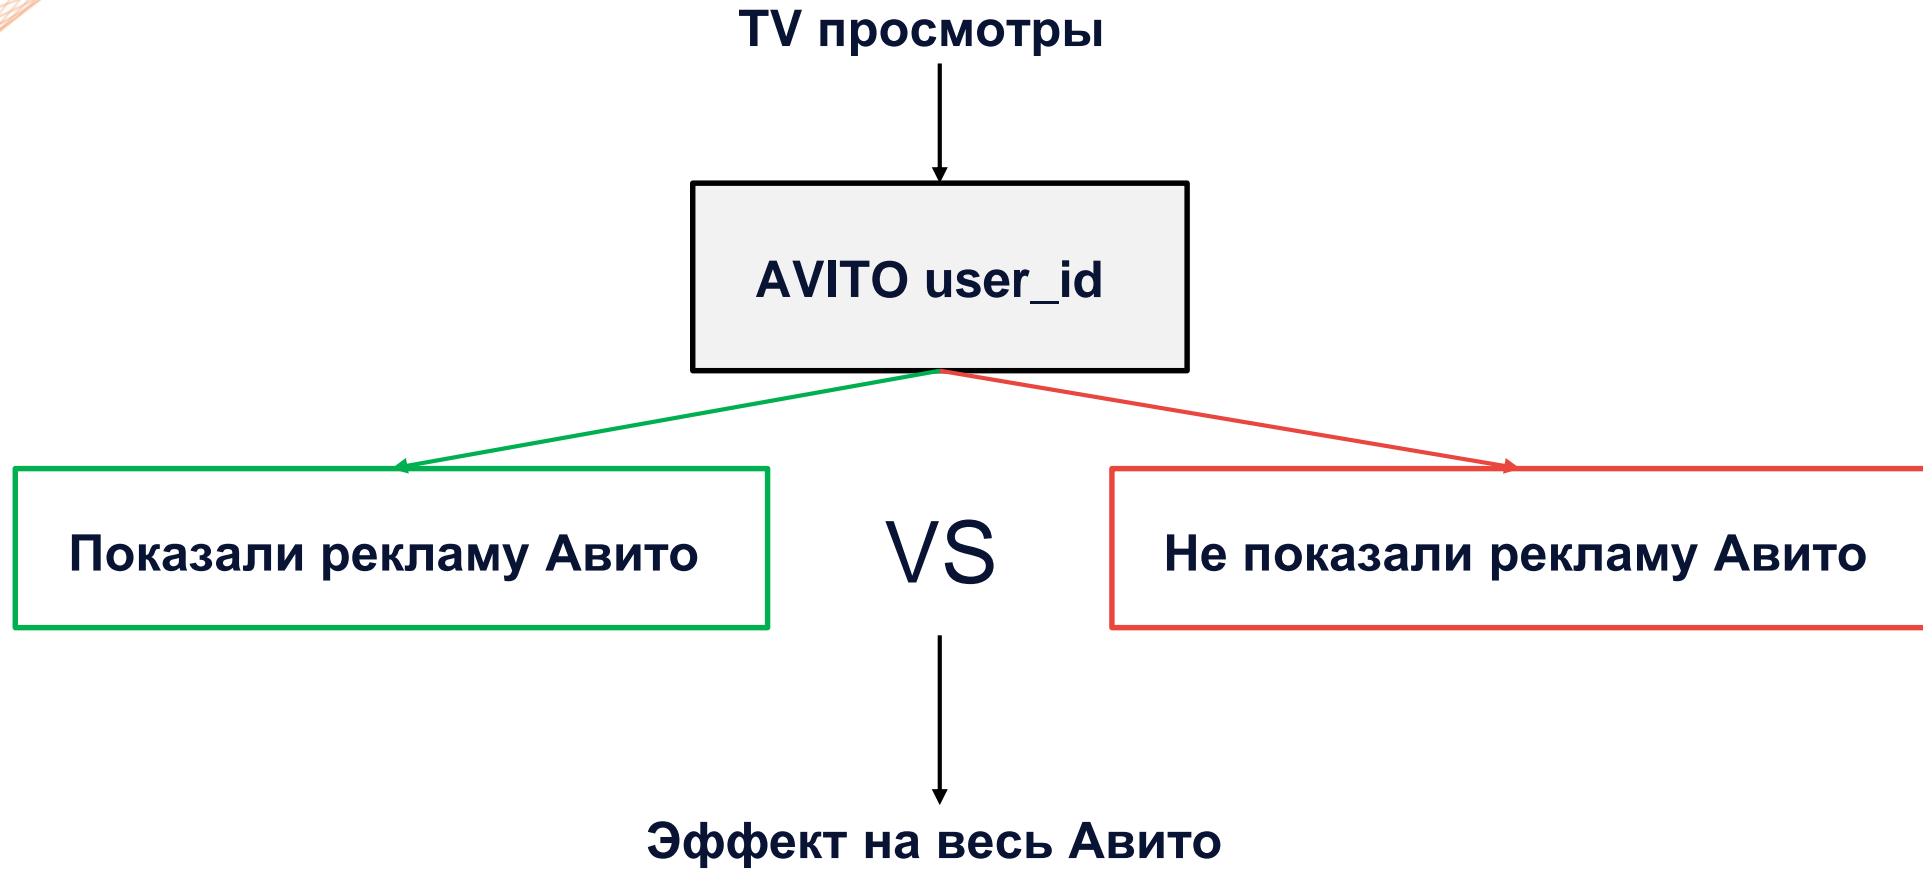 TV просмотры
AVITO user_id
Показали рекламу Авито
VS
Не показали рекламу Авито
Эффект на весь Авито